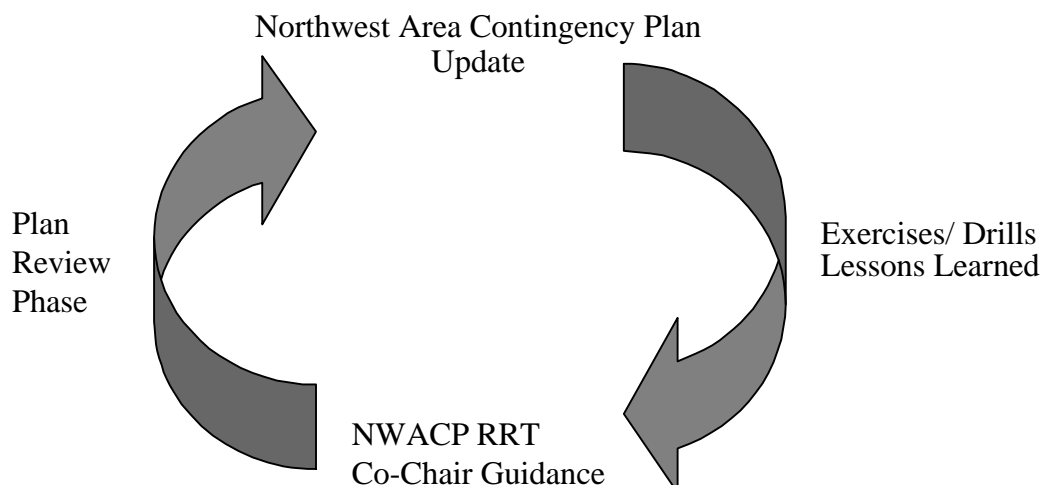 Northwest Area Contingency Plan
Update
Plan
Review
Phase
Exercises/ Drills
Lessons Learned
NWACP RRT
Co-Chair Guidance